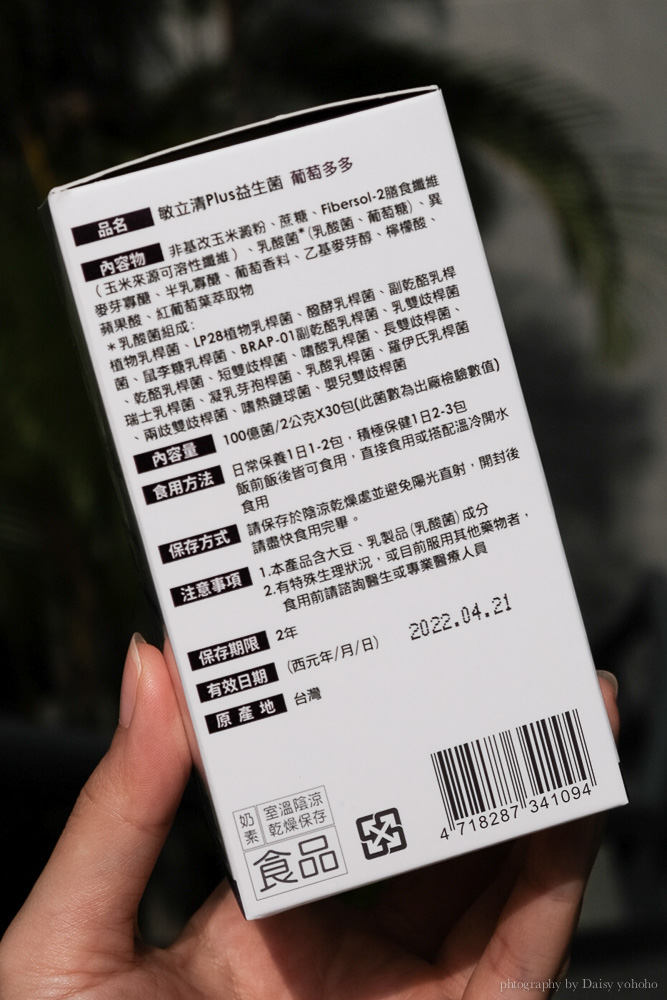 品名 敏立清Plus益生菌 葡萄多多
內容物 非基改玉米澱粉、蔗糖、Fibersol-2膳食纖維
(玉米來源可溶性纖維)、乳酸菌*(乳酸菌、葡萄糖)、異
麥芽寡糖、半乳寡糖、葡萄香料、乙基麥芽醇、檸檬酸、
蘋果酸、紅葡萄葉萃取物
*乳酸菌組成:
植物乳桿菌、LP28植物乳桿菌、醱酵乳桿菌、副乾酪乳桿
菌、鼠李糖乳桿菌、BRAP-01副乾酪乳桿菌、乳雙歧桿菌
、乾酪乳桿菌、短雙歧桿菌、嗜酸乳桿菌、長雙歧桿菌、
瑞士乳桿菌、凝乳芽孢桿菌、乳酸乳桿菌、羅伊氏乳桿菌
、兩歧雙歧桿菌、嗜熱鏈球菌、嬰兒雙歧桿菌
內容量 100億菌/2公克X30包(此菌數為出廠檢驗數值)
食用方法 日常保養1日1-2包,積極保健1日2-3包
飯前飯後皆可食用,直接食用或搭配溫冷開水
食用
保存方式 請保存於陰涼乾燥處並避免陽光直射,開封後
請盡快食用完畢。
注意事項 1.本產品含大豆、乳製品(乳酸菌)成分
2.有特殊生理狀況,或目前服用其他藥物者,
食用前請諮詢醫生或專業醫療人員
保存期限 2年
有效日期 (西元年/月/日) 2022.04.21
原產地 台灣
奶素 室溫陰涼
乾燥保存
食品
4 718287 341094
photography by Daisy yohoho